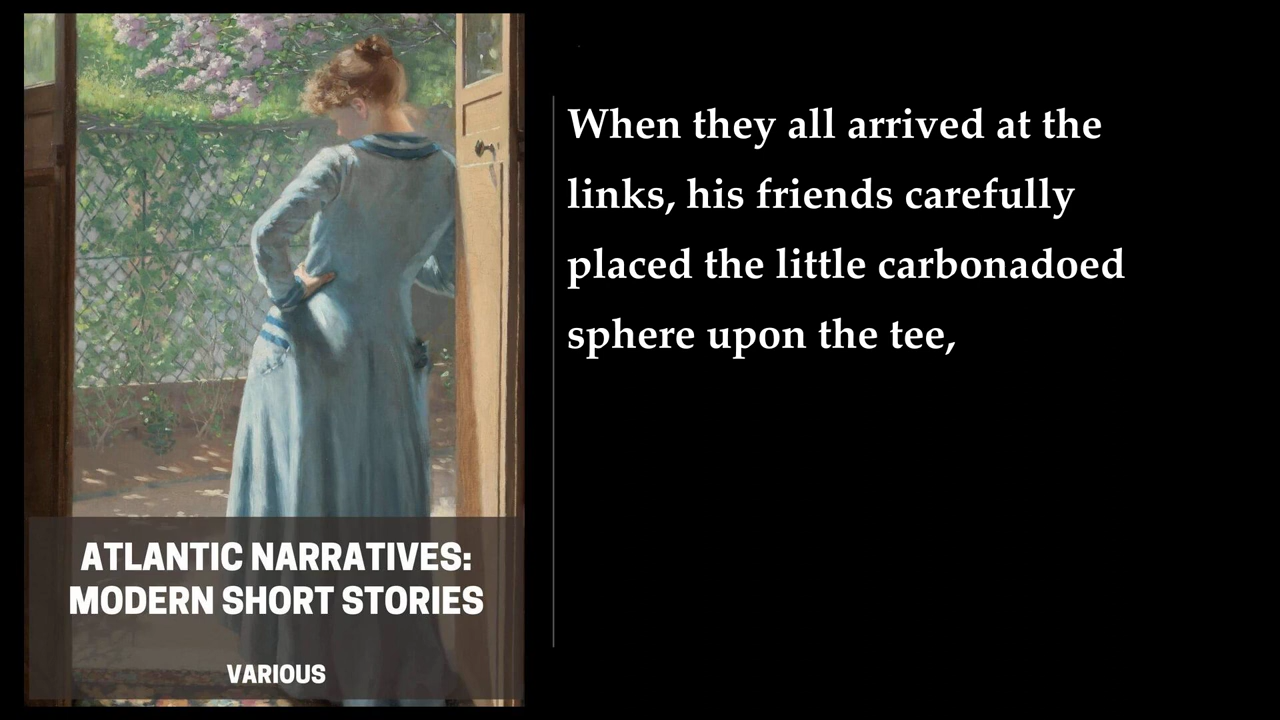 When they all arrived at the
links, his friends carefully
placed the little carbonadoed
sphere upon the tee,
ATLANTIC NARRATIVES:
MODERN SHORT STORIES
VARIOUS